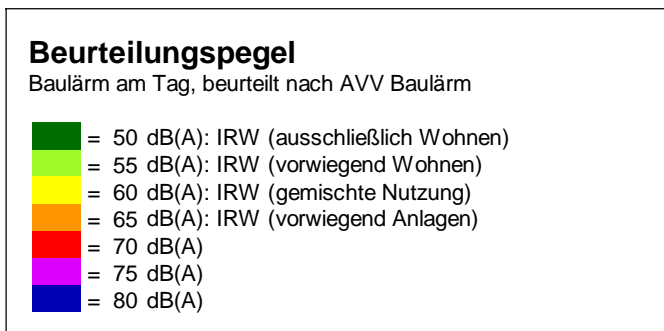 Beurteilungspegel
Baulärm am Tag, beurteilt nach AVV Baulärm
= 50 dB(A): IRW (ausschließlich Wohnen)
= 55 dB(A): IRW (vorwiegend Wohnen)
= 60 dB(A): IRW (gemischte Nutzung)
= 65 dB(A): IRW (vorwiegend Anlagen)
= 70 dB(A)
= 75 dB(A)
= 80 dB(A)